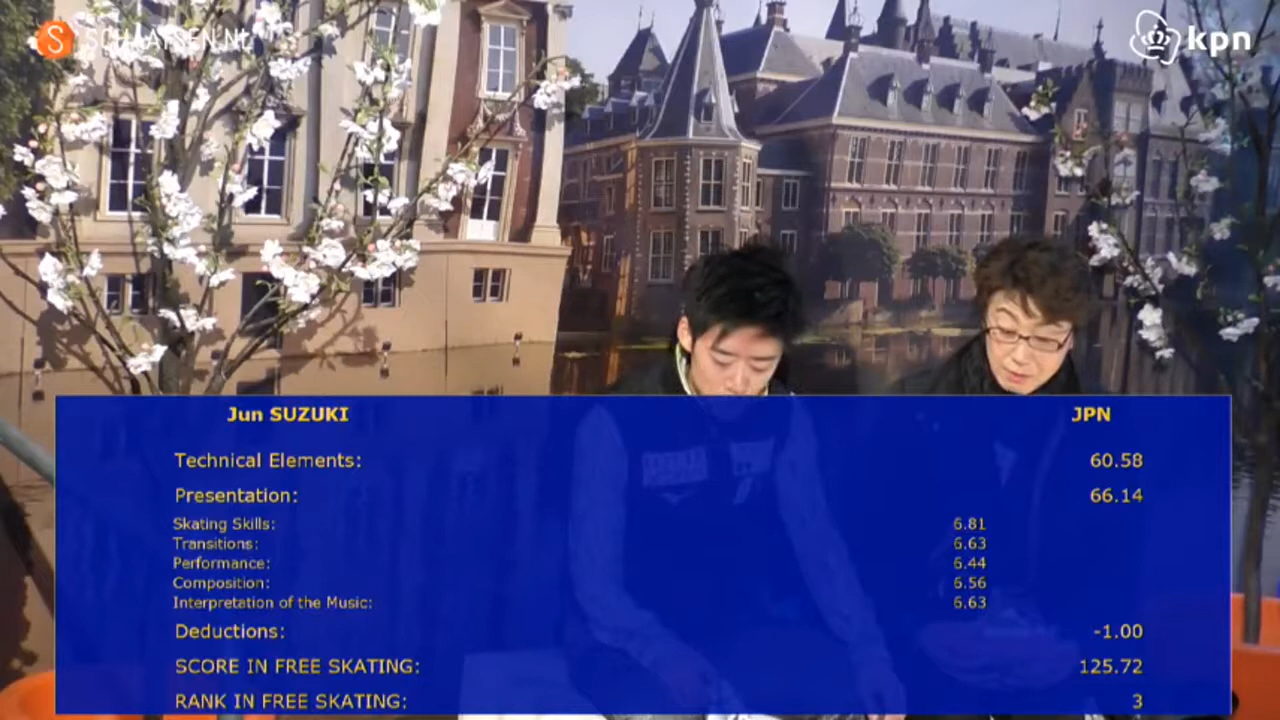 SCHAATSEN.NL
kpn
Jun SUZUKI JPN
Technical Elements: 60.58
Presentation: 66.14
Skating Skills: 6.81
Transitions: 6.63
Performance: 6.44
Composition: 6.56
Interpretation of the Music: 6.63
Deductions: -1.00
SCORE IN FREE SKATING: 125.72
RANK IN FREE SKATING: 3